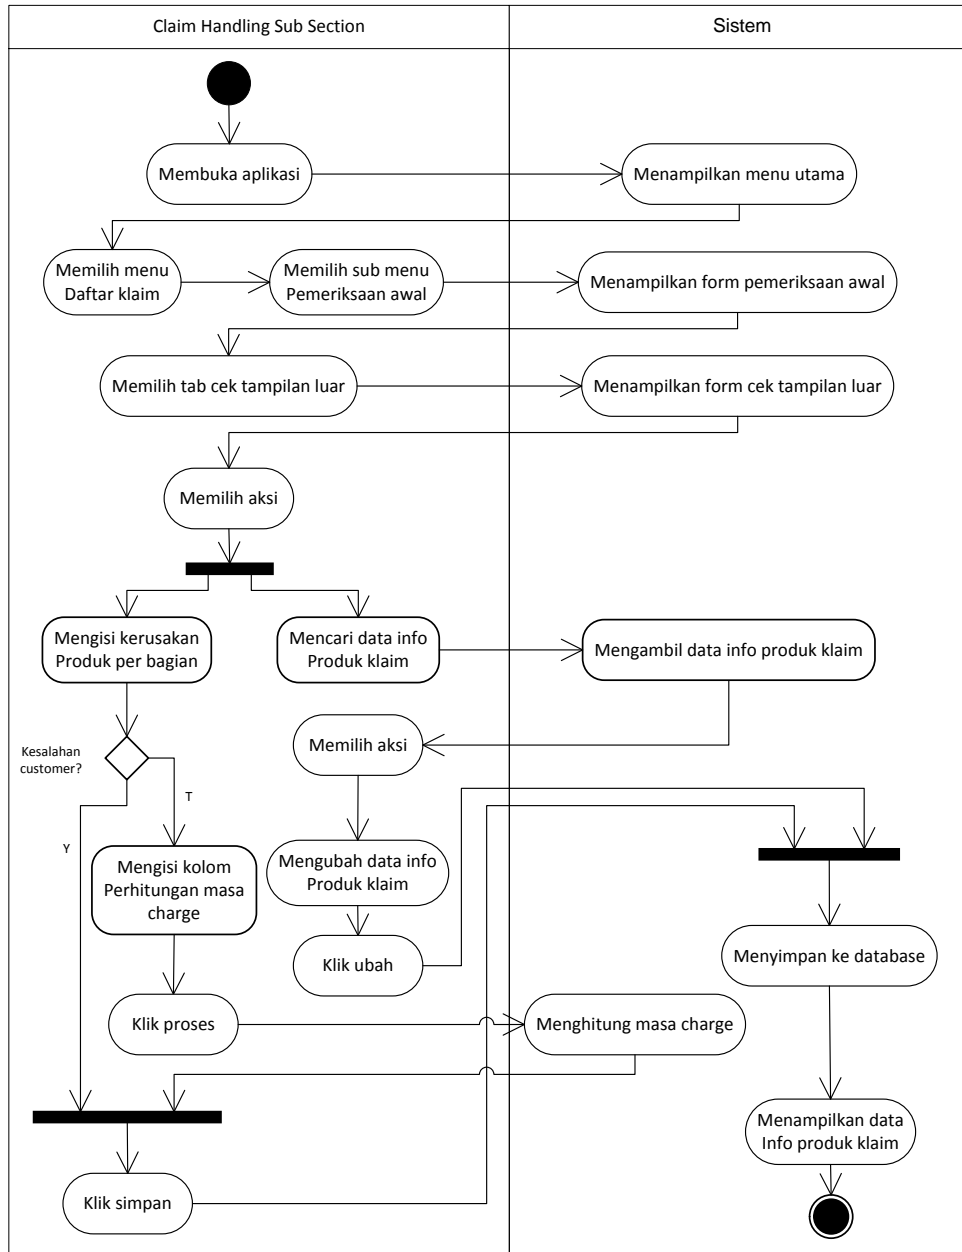 Claim Handling Sub Section
Sistem
Membuka aplikasi
Menampilkan menu utama
Memilih menu
Daftar klaim
Memilih sub menu
Pemeriksaan awal
Menampilkan form pemeriksaan awal
Memilih tab cek tampilan luar
Menampilkan form cek tampilan luar
Memilih aksi
Mengisi kerusakan
Produk per bagian
Mencari data info
Produk klaim
Mengambil data info produk klaim
Memilih aksi
Kesalahan
customer?
T
Y
Mengisi kolom
Perhitungan masa
charge
Mengubah data info
Produk klaim
Klik ubah
Menyimpan ke database
Klik proses
Menghitung masa charge
Menampilkan data
Info produk klaim
Klik simpan